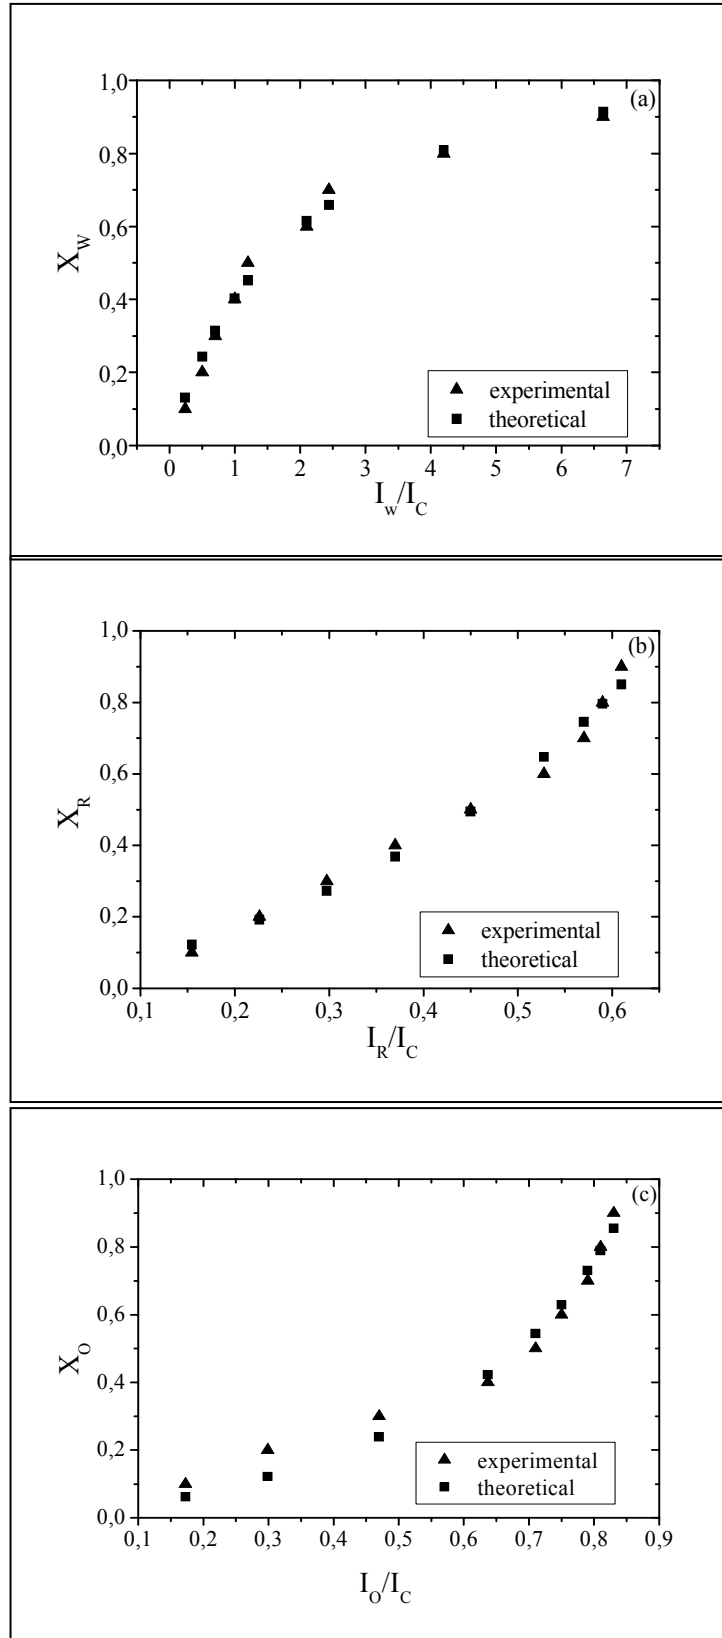 (a)
1,0
0,8
0,6
0,4
0,2
0,0
X_W
experimental
theoretical
0 1 2 3 4 5 6 7
I_w/I_C
(b)
1,0
0,8
0,6
0,4
0,2
0,0
X_R
experimental
theoretical
0,1 0,2 0,3 0,4 0,5 0,6
I_R/I_C
(c)
1,0
0,8
0,6
0,4
0,2
0,0
X_O
experimental
theoretical
0,1 0,2 0,3 0,4 0,5 0,6 0,7 0,8 0,9
I_O/I_C